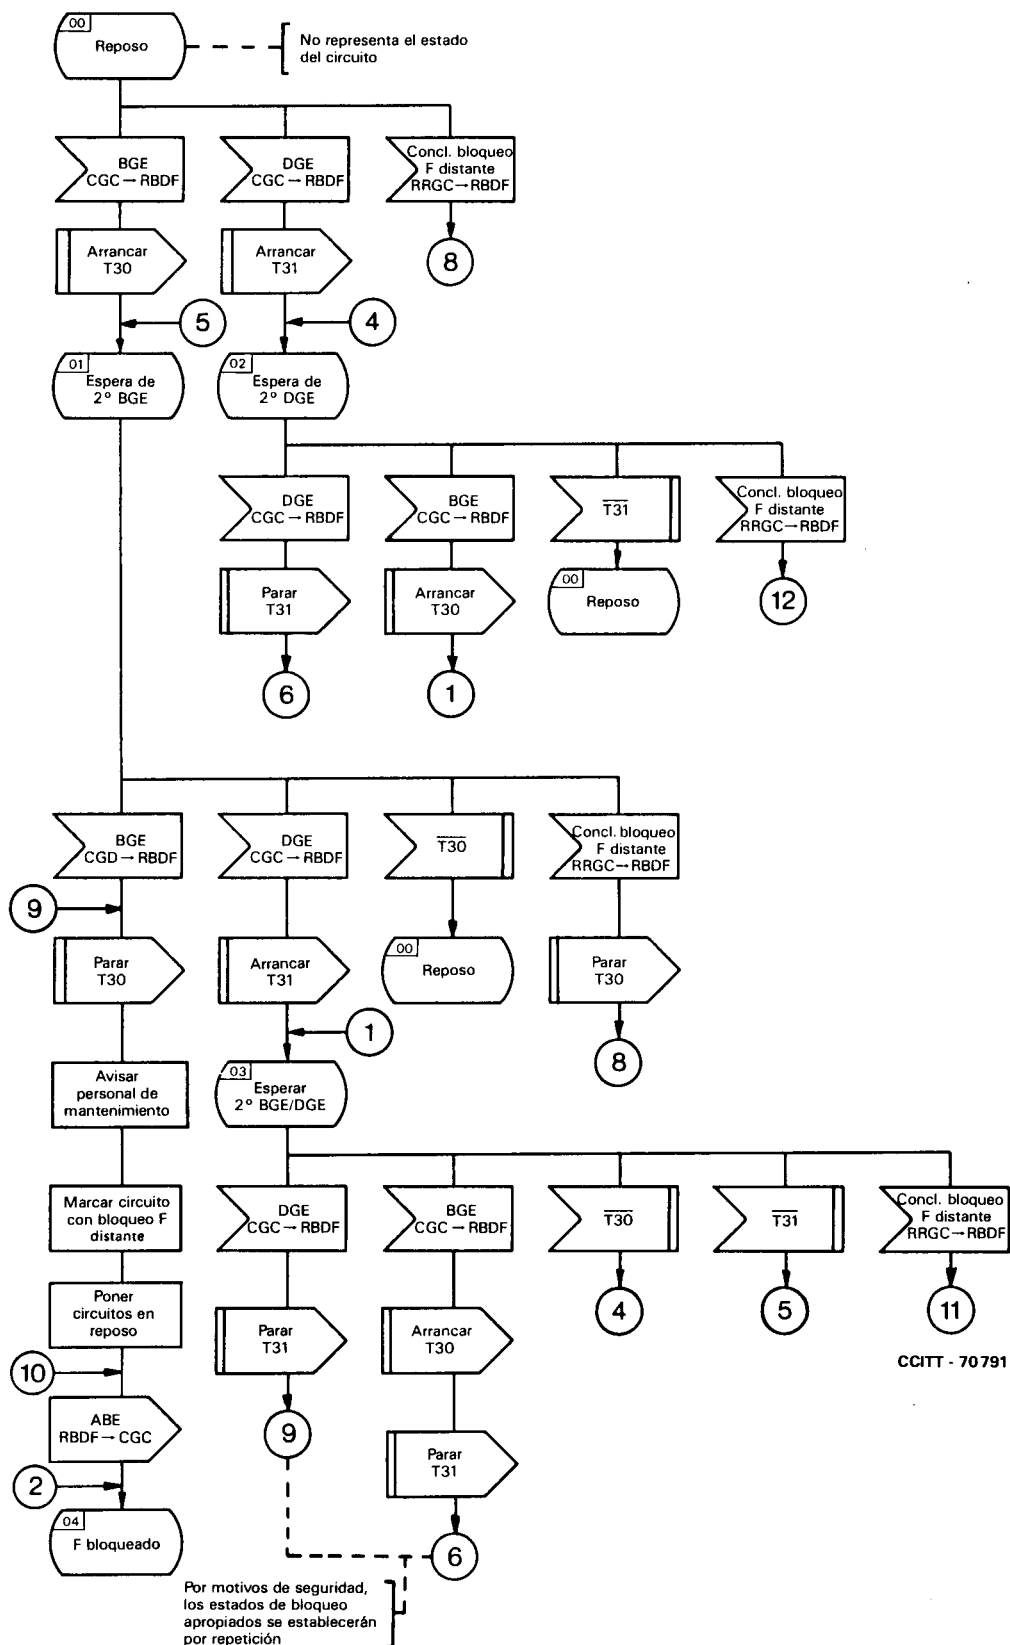 00
Reposo
No representa el estado
del circuito
BGE
CGC → RBDF
DGE
CGC → RBDF
Concl. bloqueo
F distante
RRGC → RBDF
Arrancar
T30
Arrancar
T31
8
5
4
01
Espera de
2º BGE
02
Espera de
2º DGE
DGE
CGC → RBDF
BGE
CGC → RBDF
T31
Concl. bloqueo
F distante
RRGC → RBDF
Parar
T31
Arrancar
T30
00
Reposo
12
6
1
BGE
CGD → RBDF
DGE
CGC → RBDF
T30
Concl. bloqueo
F distante
RRGC → RBDF
9
Parar
T30
Arrancar
T31
00
Reposo
Parar
T30
1
8
Avisar
personal de
mantenimiento
03
Esperar
2º BGE/DGE
Marcar circuito
con bloqueo F
distante
DGE
CGC → RBDF
BGE
CGC → RBDF
T30
T31
Concl. bloqueo
F distante
RRGC → RBDF
Poner
circuitos en
reposo
Parar
T31
Arrancar
T30
4
5
11
CCITT - 70791
10
ABE
RBDF → CGC
9
Parar
T31
2
04
F bloqueado
6
Por motivos de seguridad,
los estados de bloqueo
apropiados se establecerán
por repetición